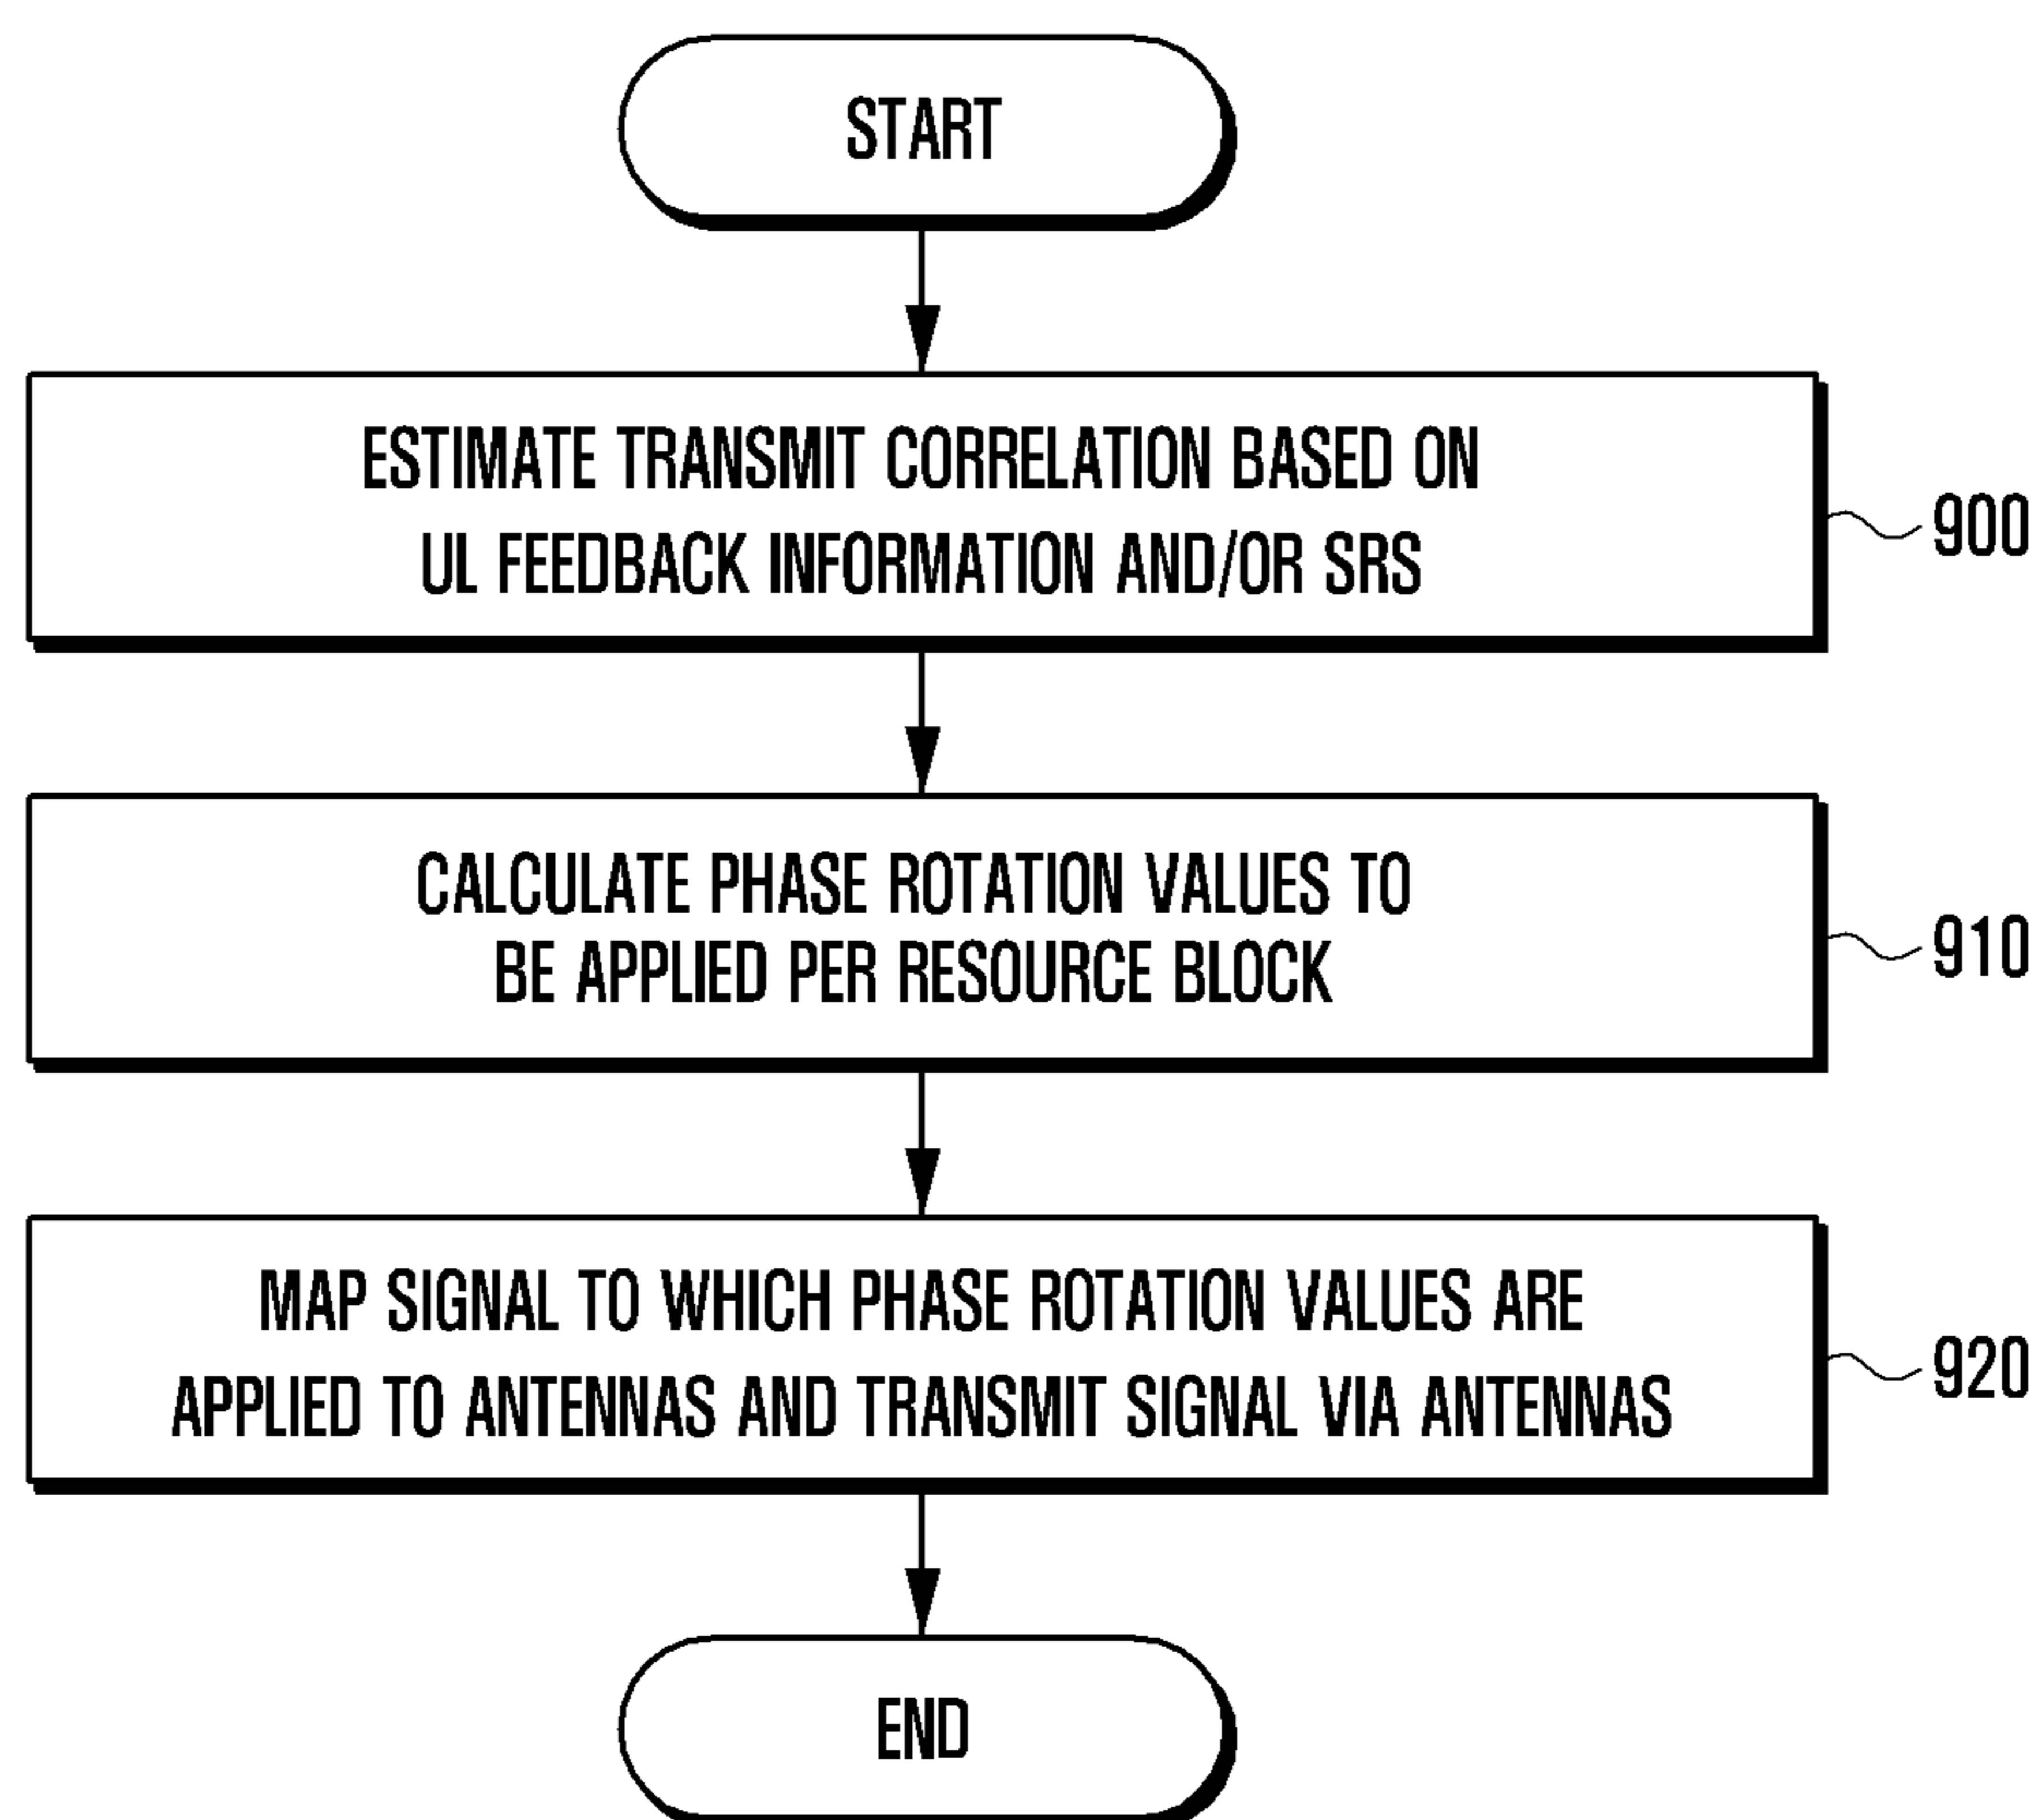 START
ESTIMATE TRANSMIT CORRELATION BASED ON
UL FEEDBACK INFORMATION AND/OR SRS
900
CALCULATE PHASE ROTATION VALUES TO
BE APPLIED PER RESOURCE BLOCK
910
MAP SIGNAL TO WHICH PHASE ROTATION VALUES ARE
APPLIED TO ANTENNAS AND TRANSMIT SIGNAL VIA ANTENNAS
920
END